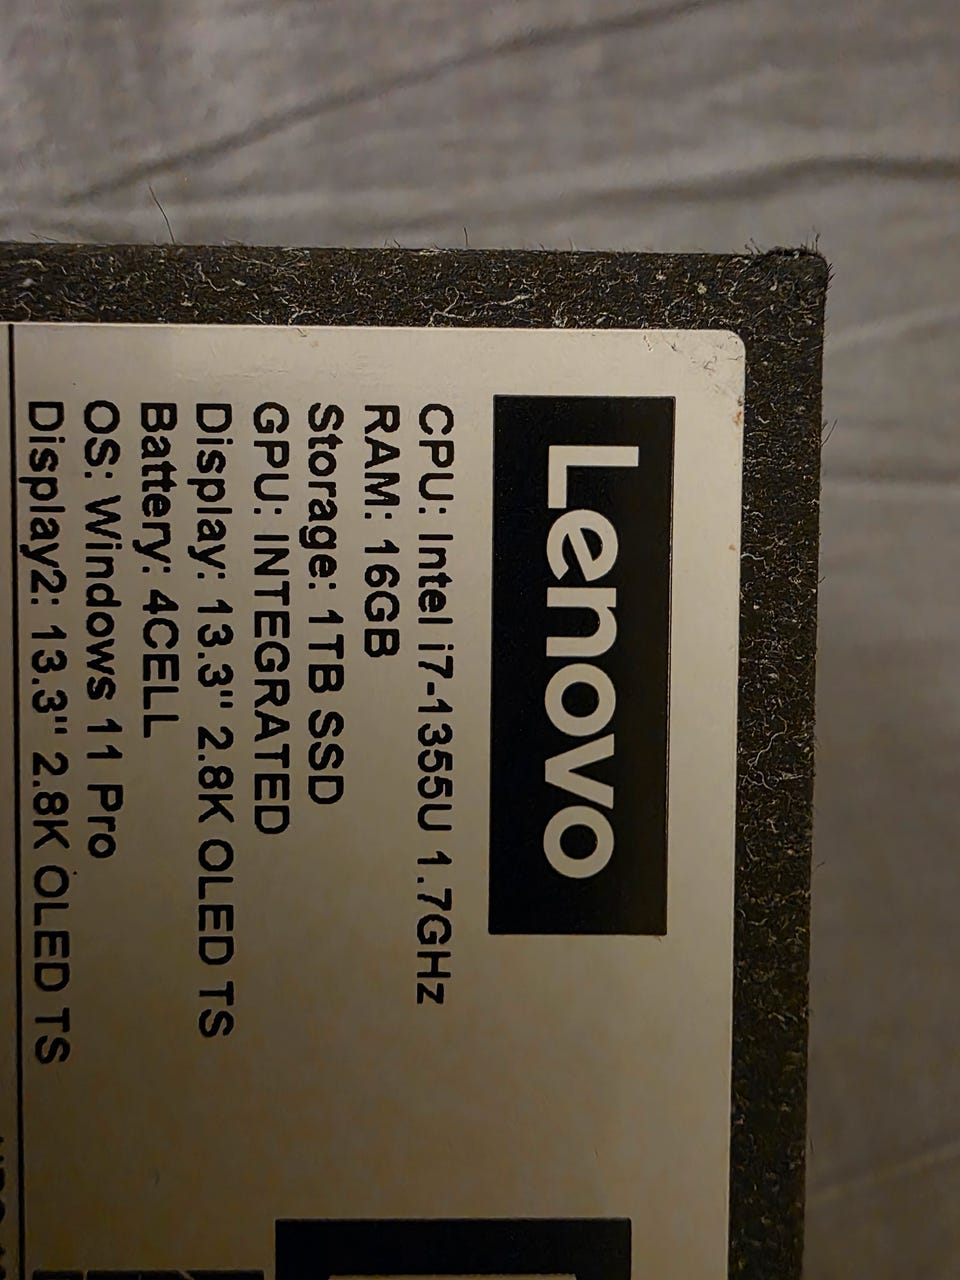 Lenovo
CPU: Intel i7-1355U 1.7GHz
RAM: 16GB
Storage: 1TB SSD
GPU: INTEGRATED
Display: 13.3" 2.8K OLED TS
Battery: 4CELL
OS: Windows 11 Pro
Display2: 13.3" 2.8K OLED TS